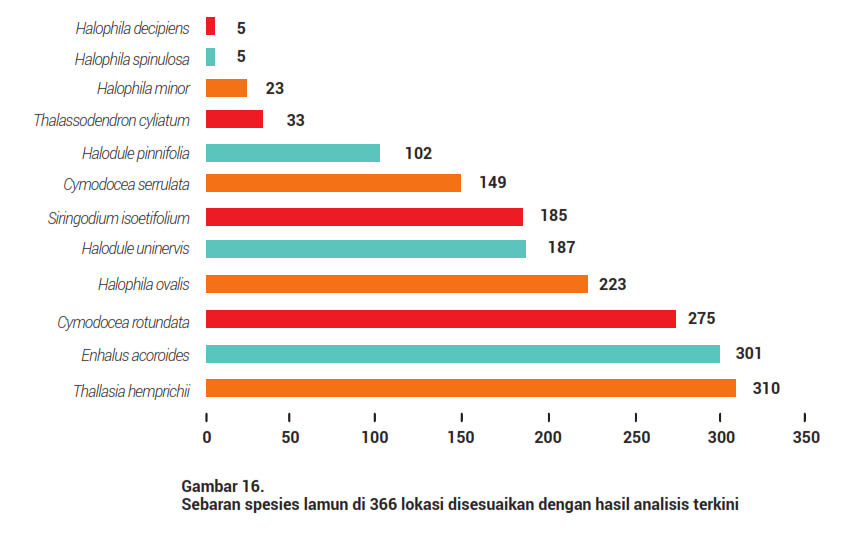 Halophila decipiens 5
Halophila spinulosa 5
Halophila minor 23
Thalassodendron cyliatum 33
Halodule pinnifolia 102
Cymodocea serrulata 149
Siringodium isoetifolium 185
Halodule uninervis 187
Halophila ovalis 223
Cymodocea rotundata 275
Enhalus acoroides 301
Thallasia hemprichii 310
0 50 100 150 200 250 300 350
Gambar 16.
Sebaran spesies lamun di 366 lokasi disesuaikan dengan hasil analisis terkini